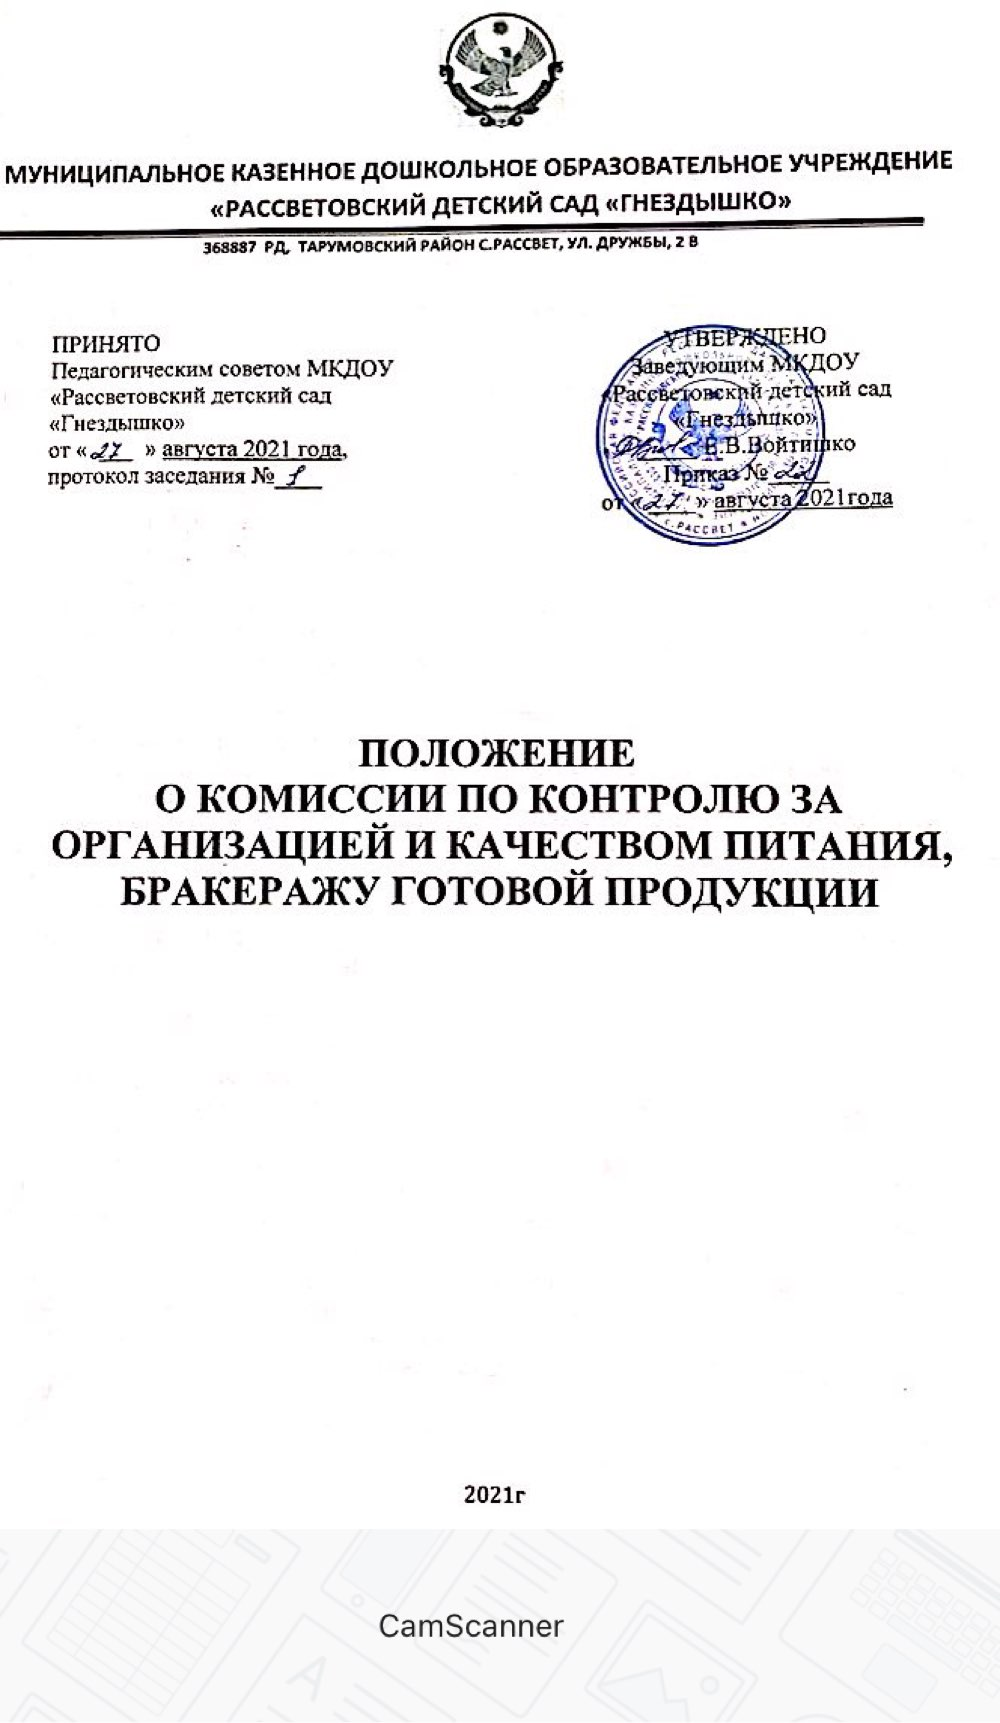 МУНИЦИПАЛЬНОЕ КАЗЕННОЕ ДОШКОЛЬНОЕ ОБРАЗОВАТЕЛЬНОЕ УЧРЕЖДЕНИЕ
«РАССВЕТОВСКИЙ ДЕТСКИЙ САД «ГНЕЗДЫШКО»
368887 РД, ТАРУМОВСКИЙ РАЙОН С.РАССВЕТ, УЛ. ДРУЖБЫ, 2 В
ПРИНЯТО
Педагогическим советом МКДОУ
«Рассветовский детский сад
«Гнездышко»
от « 27 » августа 2021 года,
протокол заседания № 1
УТВЕРЖДЕНО
Заведующим МКДОУ
«Рассветовский детский сад
«Гнездышко»
Е.В.Войтишко
Приказ № 22
от « 27 » августа 2021года
С.РАССВЕТ
ПОЛОЖЕНИЕ
О КОМИССИИ ПО КОНТРОЛЮ ЗА
ОРГАНИЗАЦИЕЙ И КАЧЕСТВОМ ПИТАНИЯ,
БРАКЕРАЖУ ГОТОВОЙ ПРОДУКЦИИ
2021г
CamScanner